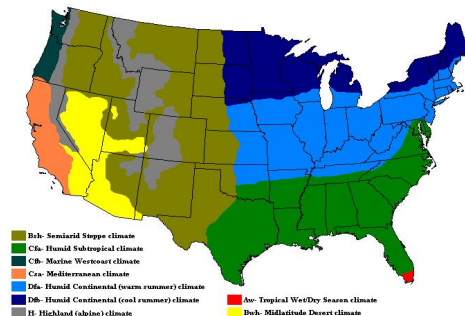 Bsk- Semiarid Steppe climate
Cfa- Humid Subtropical climate
Cfb- Marine Westcoast climate
Csa- Mediterranean climate
Dfa- Humid Continental (warm summer) climate
Dfb- Humid Continental (cool summer) climate
H- Highland (alpine) climate
Aw- Tropical Wet/Dry Season climate
Bwh- Midlatitude Desert climate